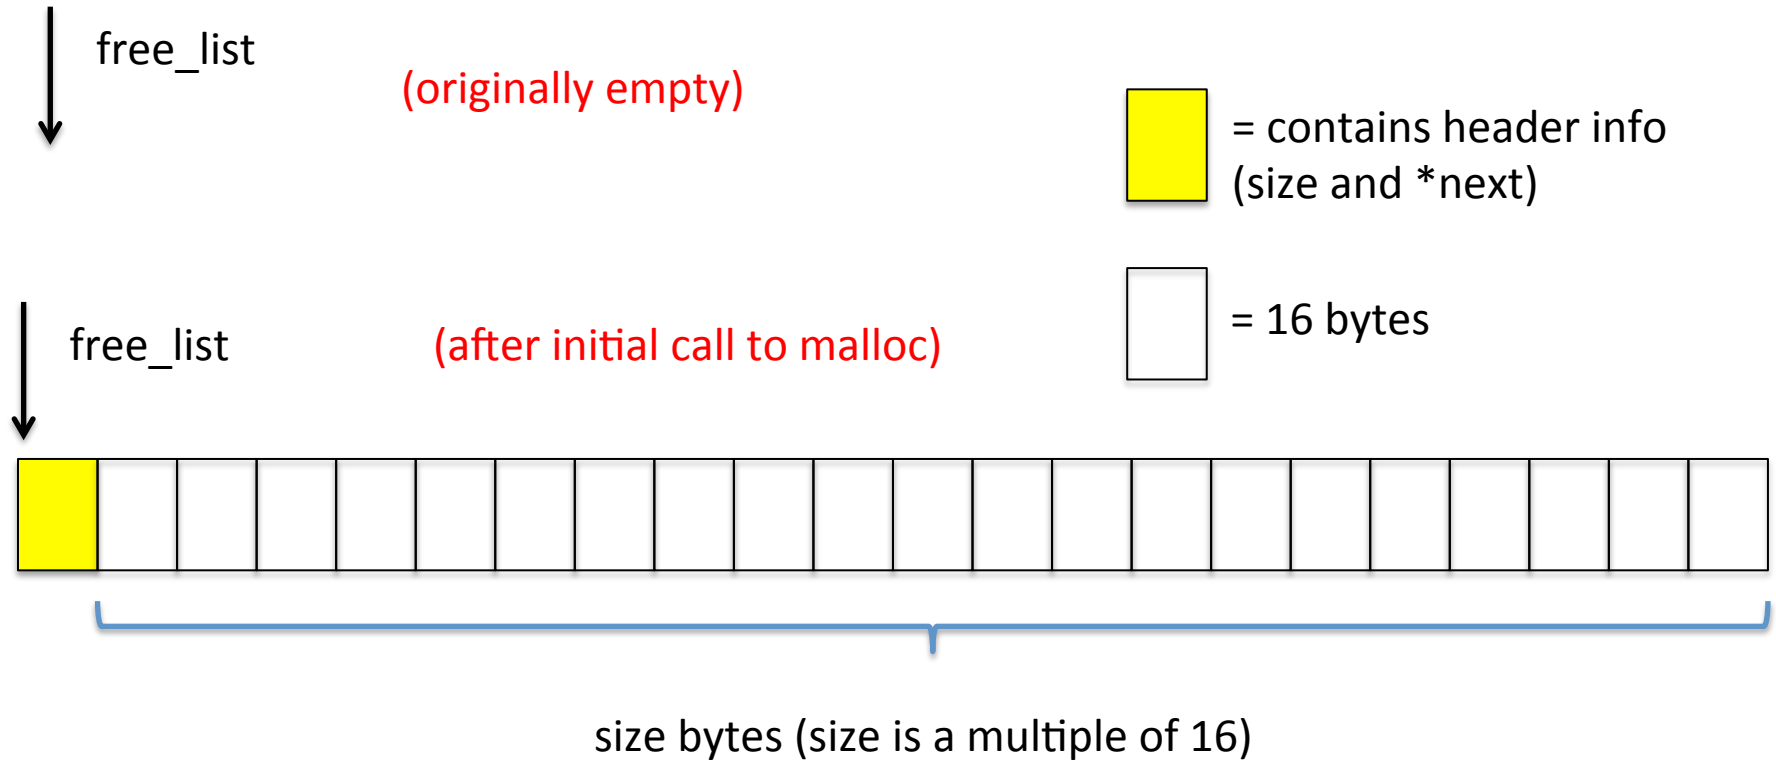 free_list
(originally empty)
= contains header info
(size and *next)
= 16 bytes
free_list
(after initial call to malloc)
size bytes (size is a multiple of 16)